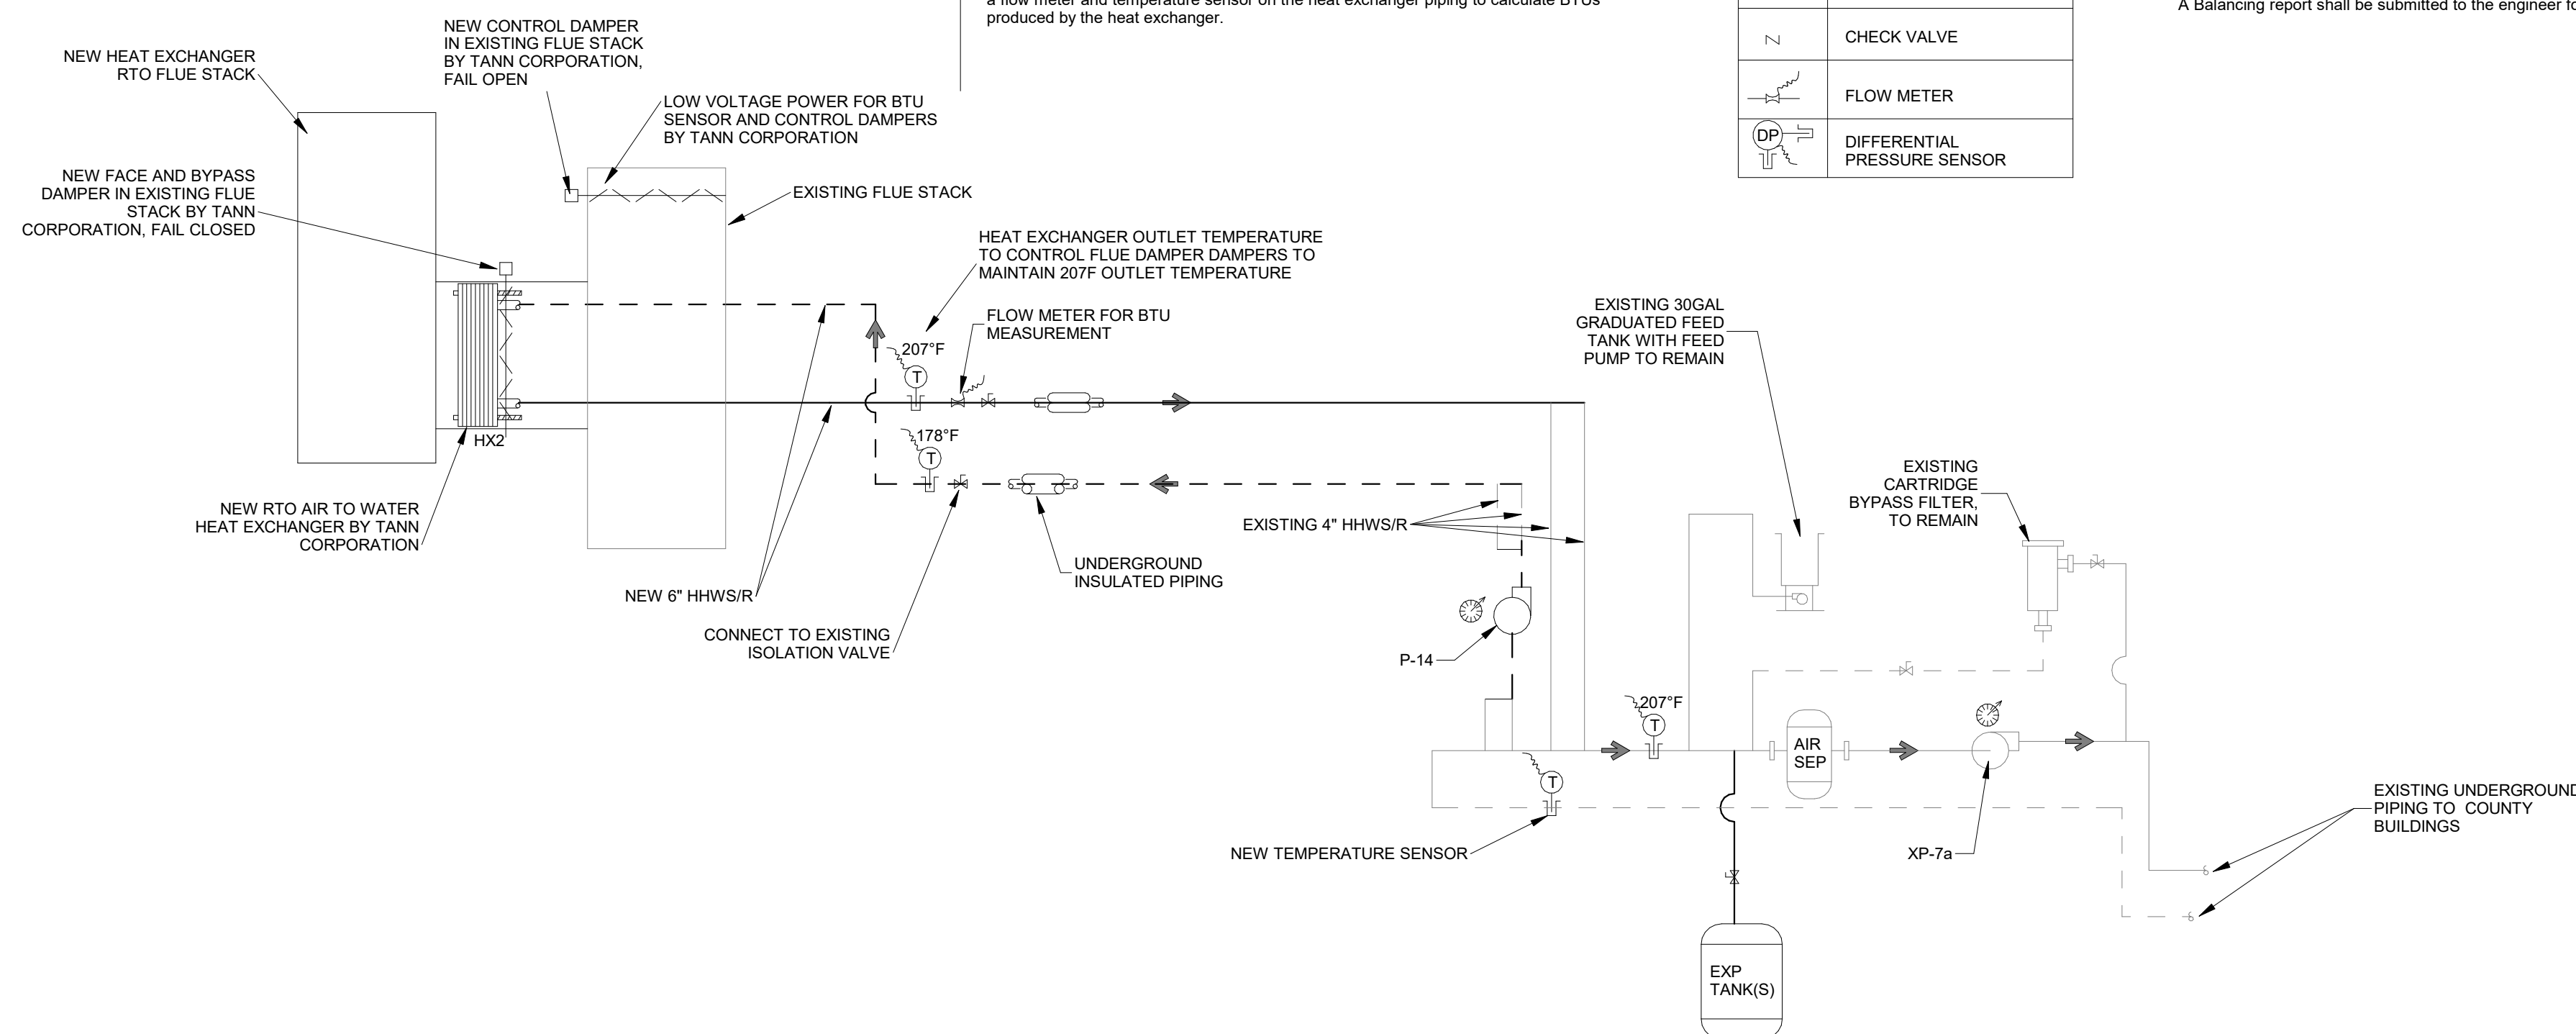 a flow meter and temperature sensor on the heat exchanger piping to calculate BTUs
produced by the heat exchanger.
A Balancing report shall be submitted to the engineer fo
CHECK VALVE
FLOW METER
DP
DIFFERENTIAL
PRESSURE SENSOR
NEW CONTROL DAMPER
IN EXISTING FLUE STACK
BY TANN CORPORATION,
FAIL OPEN
NEW HEAT EXCHANGER
RTO FLUE STACK
LOW VOLTAGE POWER FOR BTU
SENSOR AND CONTROL DAMPERS
BY TANN CORPORATION
NEW FACE AND BYPASS
DAMPER IN EXISTING FLUE
STACK BY TANN
CORPORATION, FAIL CLOSED
EXISTING FLUE STACK
HEAT EXCHANGER OUTLET TEMPERATURE
TO CONTROL FLUE DAMPER DAMPERS TO
MAINTAIN 207F OUTLET TEMPERATURE
FLOW METER FOR BTU
MEASUREMENT
207°F
T
178°F
T
HX2
NEW RTO AIR TO WATER
HEAT EXCHANGER BY TANN
CORPORATION
NEW 6" HHWS/R
CONNECT TO EXISTING
ISOLATION VALVE
UNDERGROUND
INSULATED PIPING
EXISTING 4" HHWS/R
EXISTING 30GAL
GRADUATED FEED
TANK WITH FEED
PUMP TO REMAIN
EXISTING
CARTRIDGE
BYPASS FILTER,
TO REMAIN
P-14
207°F
T
T
NEW TEMPERATURE SENSOR
AIR
SEP
XP-7a
EXISTING UNDERGROUND
PIPING TO COUNTY
BUILDINGS
EXP
TANK(S)